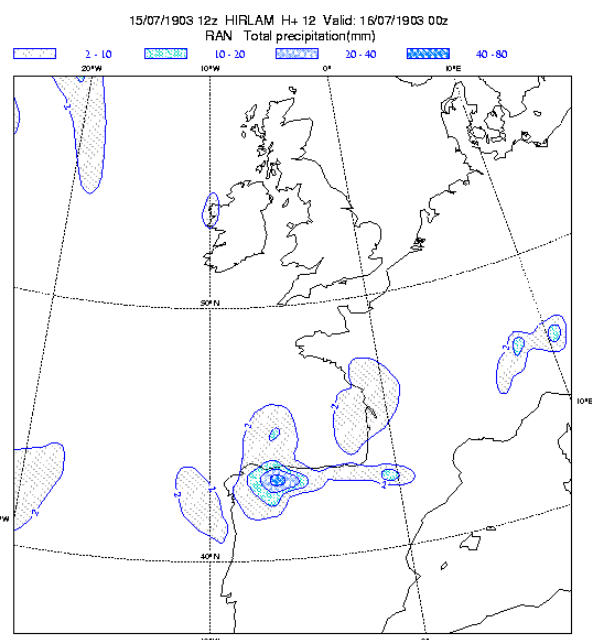 15/07/1903 12z HIRLAM H+ 12 Valid: 16/07/1903 00z
RAN Total precipitation(mm)
2 - 10 10 - 20 20 - 40 40 - 80
20°W 10°W 0° 10°E
50°N
10°E
40°N